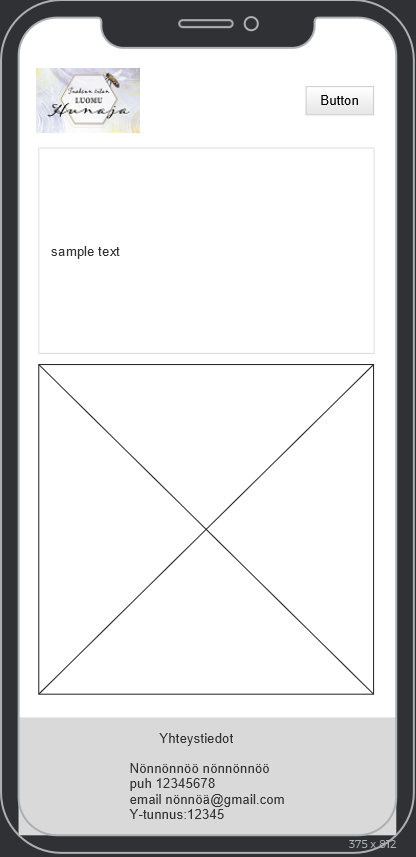 Jaakson tilan
LUOMU
Hunaja
Button
sample text
Yhteystiedot
Nönnönnöö nönnönnöö
puh 12345678
email nönnöä@gmail.com
Y-tunnus:12345
375 x 812